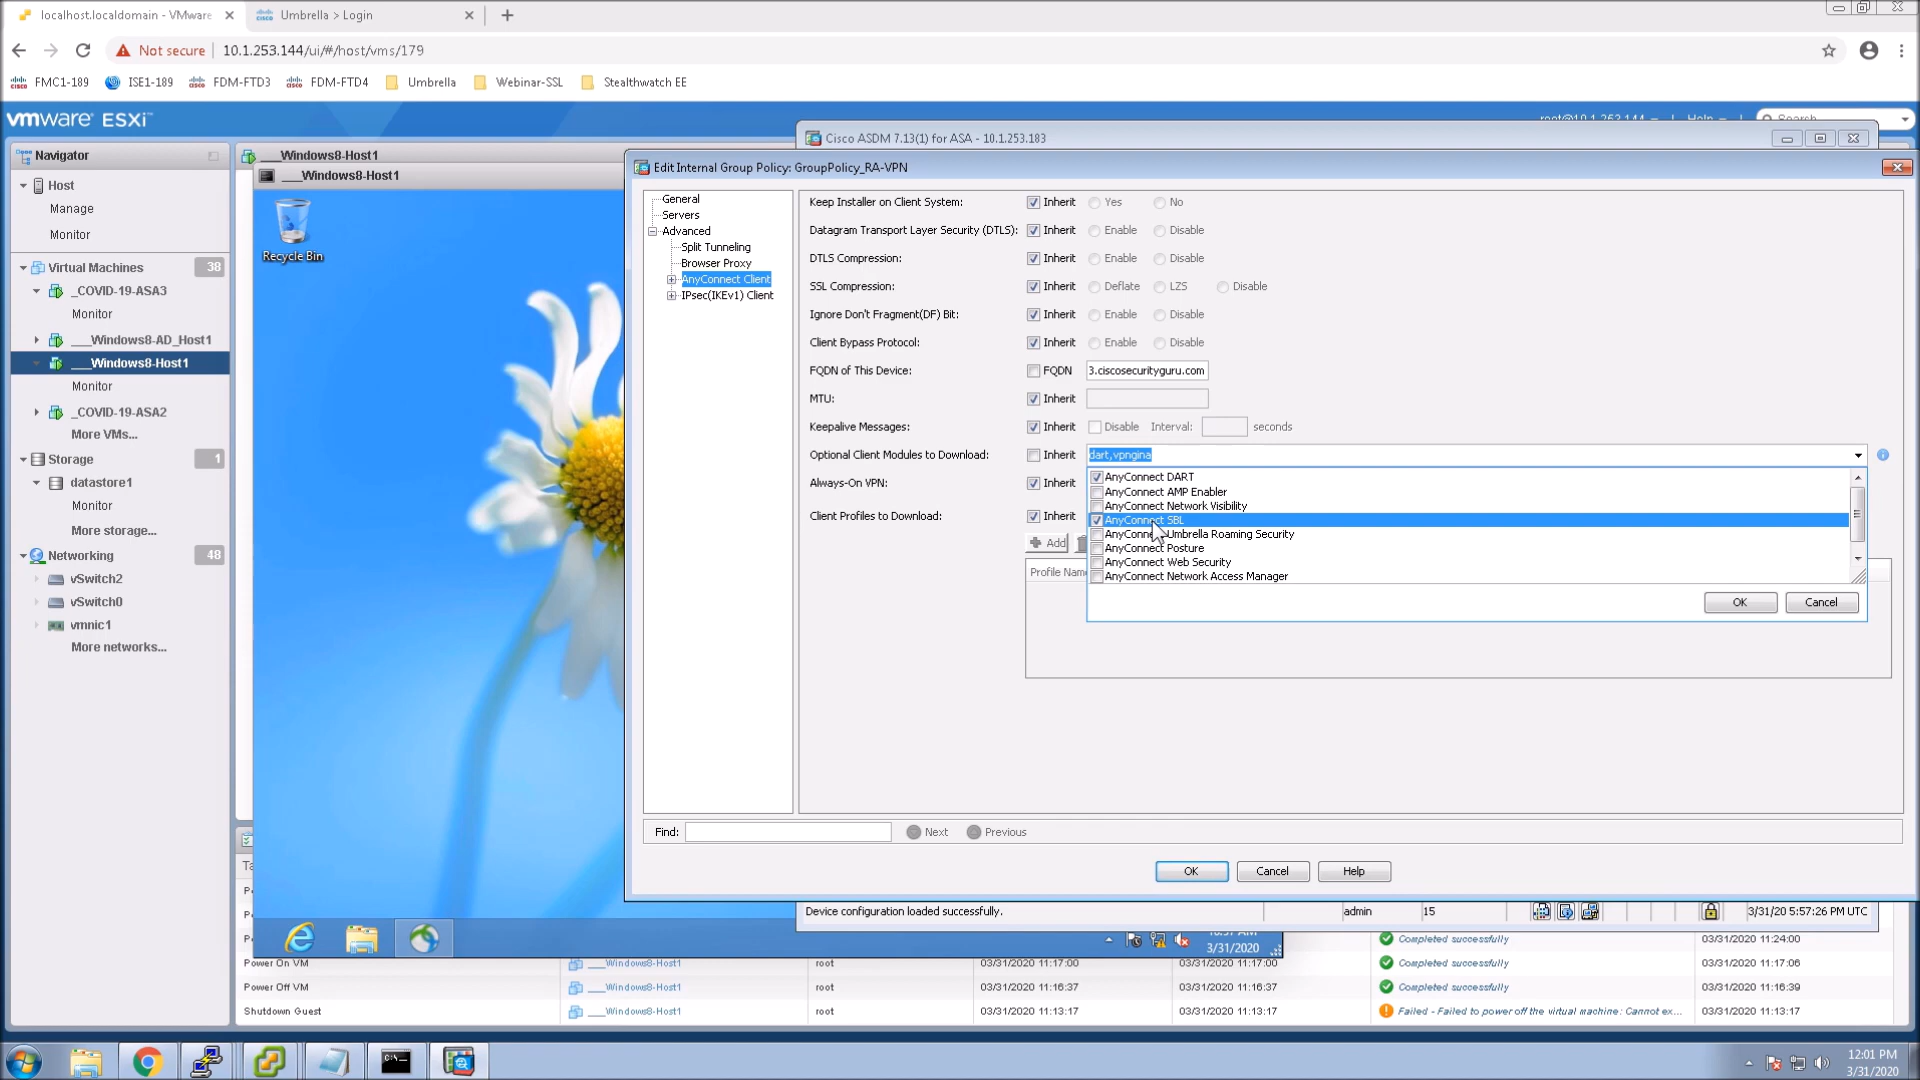 localhost.localdomain - VMware
Umbrella > Login
Not secure
10.1.253.144/ui/#/host/vms/179
FMC1-189
ISE1-189
FDM-FTD3
FDM-FTD4
Umbrella
Webinar-SSL
Stealthwatch EE
vmware ESXi
Help
Search
Navigator
Host
Manage
Monitor
Virtual Machines
38
_COVID-19-ASA3
Monitor
___Windows8-AD_Host1
___Windows8-Host1
Monitor
_COVID-19-ASA2
More VMs...
Storage
1
datastore1
Monitor
More storage...
Networking
48
vSwitch2
vSwitch0
vmnic1
More networks...
___Windows8-Host1
___Windows8-Host1
Recycle Bin
Cisco ASDM 7.13(1) for ASA - 10.1.253.183
Edit Internal Group Policy: GroupPolicy_RA-VPN
General
Servers
Advanced
Split Tunneling
Browser Proxy
AnyConnect Client
IPsec(IKEv1) Client
Keep Installer on Client System: Inherit Yes No
Datagram Transport Layer Security (DTLS): Inherit Enable Disable
DTLS Compression: Inherit Enable Disable
SSL Compression: Inherit Deflate LZS Disable
Ignore Don't Fragment(DF) Bit: Inherit Enable Disable
Client Bypass Protocol: Inherit Enable Disable
FQDN of This Device: FQDN 3.ciscosecurityguru.com
MTU: Inherit
Keepalive Messages: Inherit Disable Interval: seconds
Optional Client Modules to Download: Inherit dart,vpngina
Always-On VPN: Inherit
Client Profiles to Download: Inherit
Add
AnyConnect DART
AnyConnect AMP Enabler
AnyConnect Network Visibility
AnyConnect SBL
Umbrella Roaming Security
AnyConnect Posture
AnyConnect Web Security
AnyConnect Network Access Manager
OK Cancel
Find: Next Previous
OK Cancel Help
Device configuration loaded successfully.
admin
15
3/31/20 5:57:26 PM UTC
3/31/2020
Completed successfully 03/31/2020 11:24:00
Power On VM ___Windows8-Host1 root 03/31/2020 11:17:00 03/31/2020 11:17:00 Completed successfully 03/31/2020 11:17:06
Power Off VM ___Windows8-Host1 root 03/31/2020 11:16:37 03/31/2020 11:16:37 Completed successfully 03/31/2020 11:16:39
Shutdown Guest ___Windows8-Host1 root 03/31/2020 11:13:17 03/31/2020 11:13:17 Failed - Failed to power off the virtual machine: Cannot ex... 03/31/2020 11:13:17
12:01 PM
3/31/2020